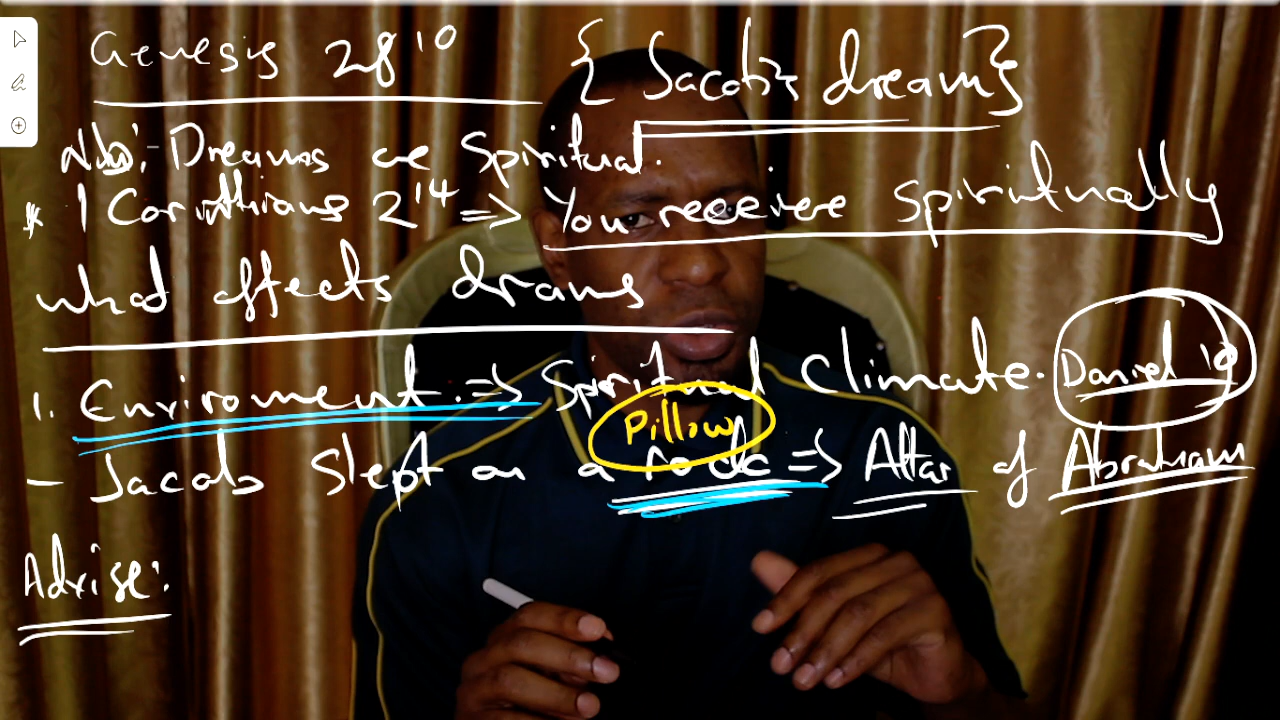 Genesis 28¹⁰ { Jacob's dream }
Nb:- Dreams are Spiritual.
* 1 Corinthians 2¹⁴ => You receive spiritually
what affects drams
1. Enviroment. => Spiritual Climate. Daniel 10
Pillow
- Jacob Slept on a rock => Altar of Abraham
Advise: